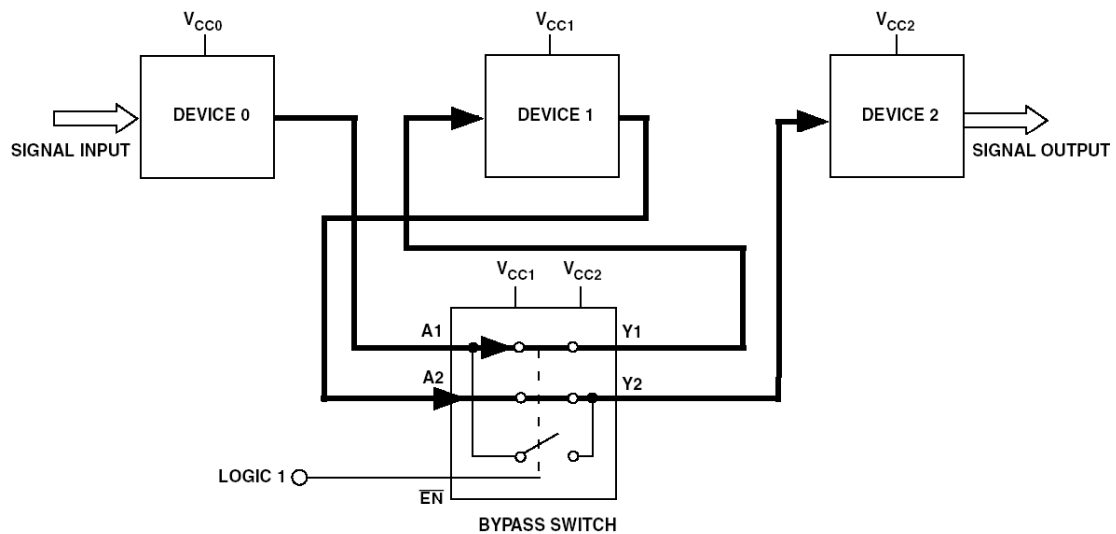 VCC0
VCC1
VCC2
DEVICE 0
DEVICE 1
DEVICE 2
SIGNAL INPUT
SIGNAL OUTPUT
VCC1
VCC2
A1
Y1
A2
Y2
LOGIC 1
EN
BYPASS SWITCH